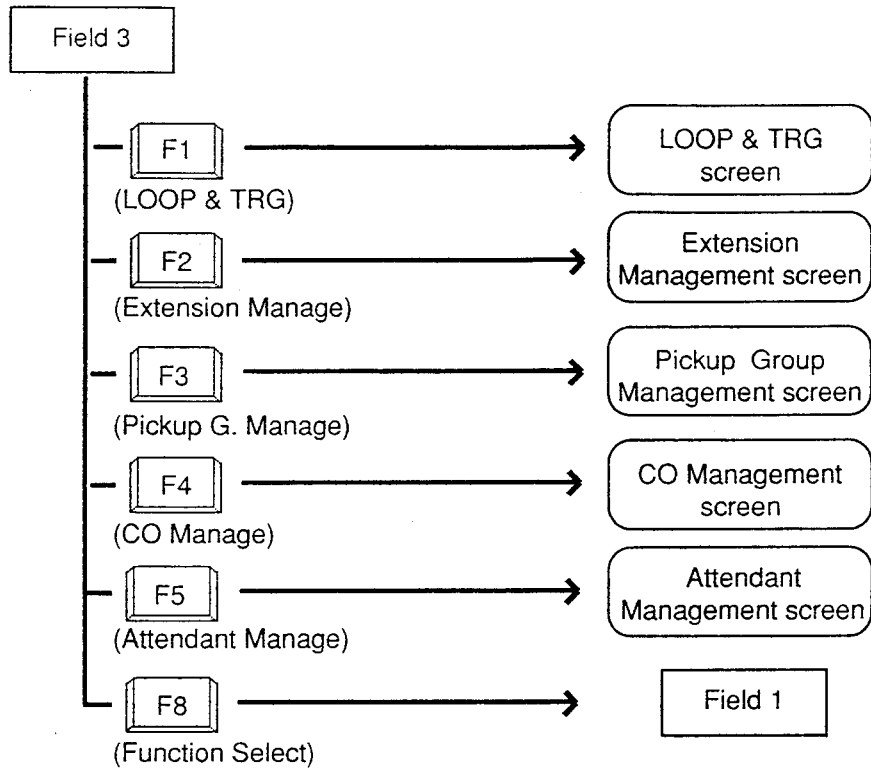 Field 3
F1
(LOOP & TRG)
LOOP & TRG
screen
F2
(Extension Manage)
Extension
Management screen
F3
(Pickup G. Manage)
Pickup Group
Management screen
F4
(CO Manage)
CO Management
screen
F5
(Attendant Manage)
Attendant
Management screen
F8
(Function Select)
Field 1